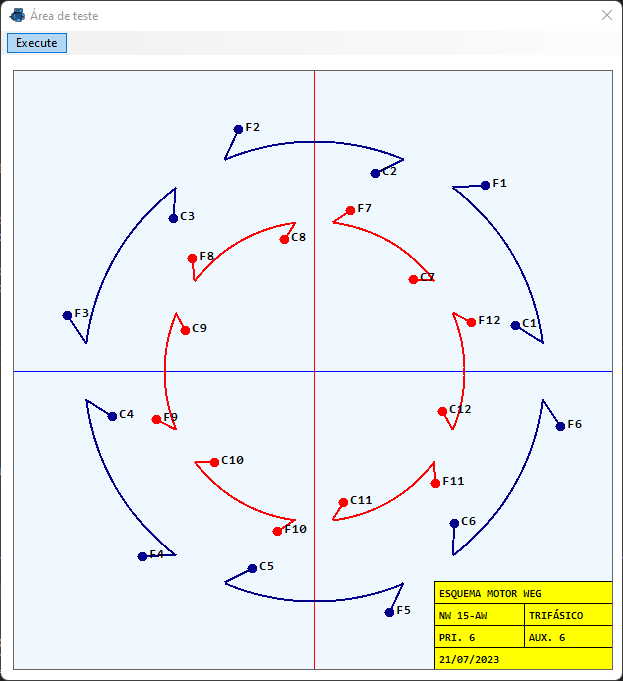 Área de teste
Execute
F2
C2
F1
C3
F7
C8
F8
C7
F3
C9
F12
C1
C4
F9
C12
F6
C10
F11
C11
C6
F10
F4
C5
F5
ESQUEMA MOTOR WEG
NW 15-AW TRIFÁSICO
PRI. 6 AUX. 6
21/07/2023